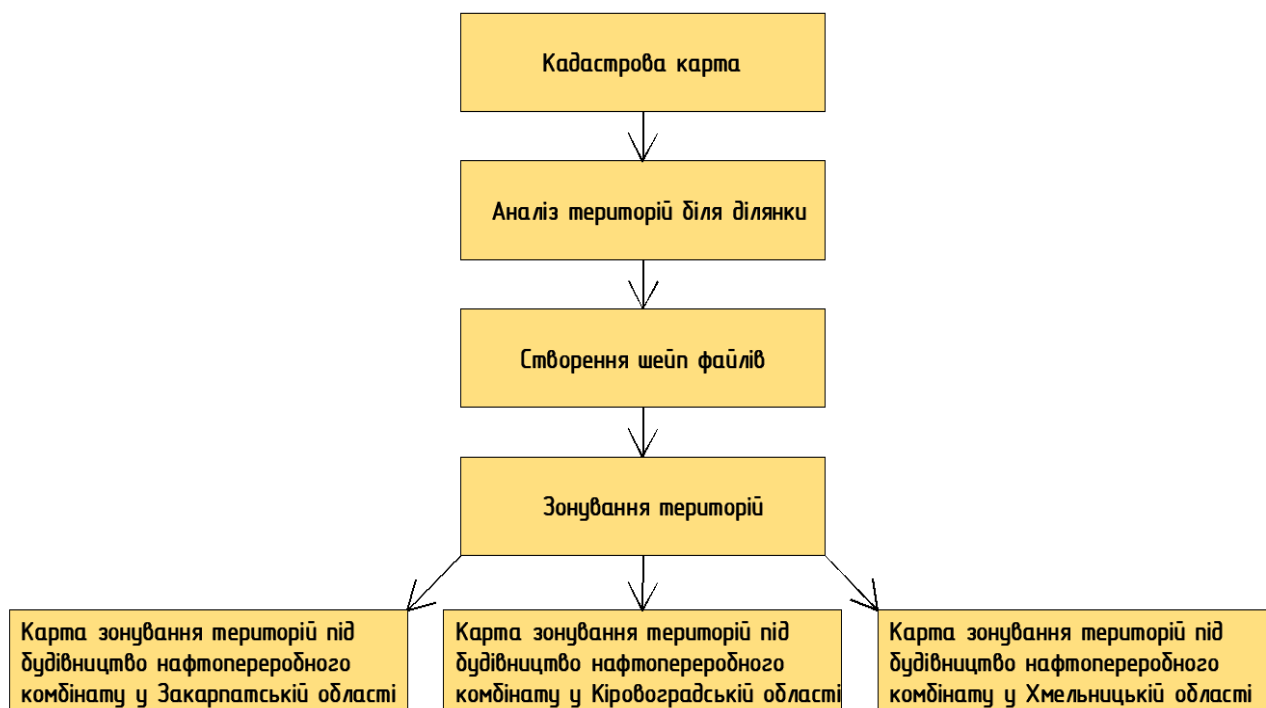 Кадастрова карта
Аналіз територій біля ділянки
Створення шейп файлів
Зонування територій
Карта зонування територій під
будівництво нафтопереробного
комбінату у Закарпатській області
Карта зонування територій під
будівництво нафтопереробного
комбінату у Кіровоградській області
Карта зонування територій під
будівництво нафтопереробного
комбінату у Хмельницькій області